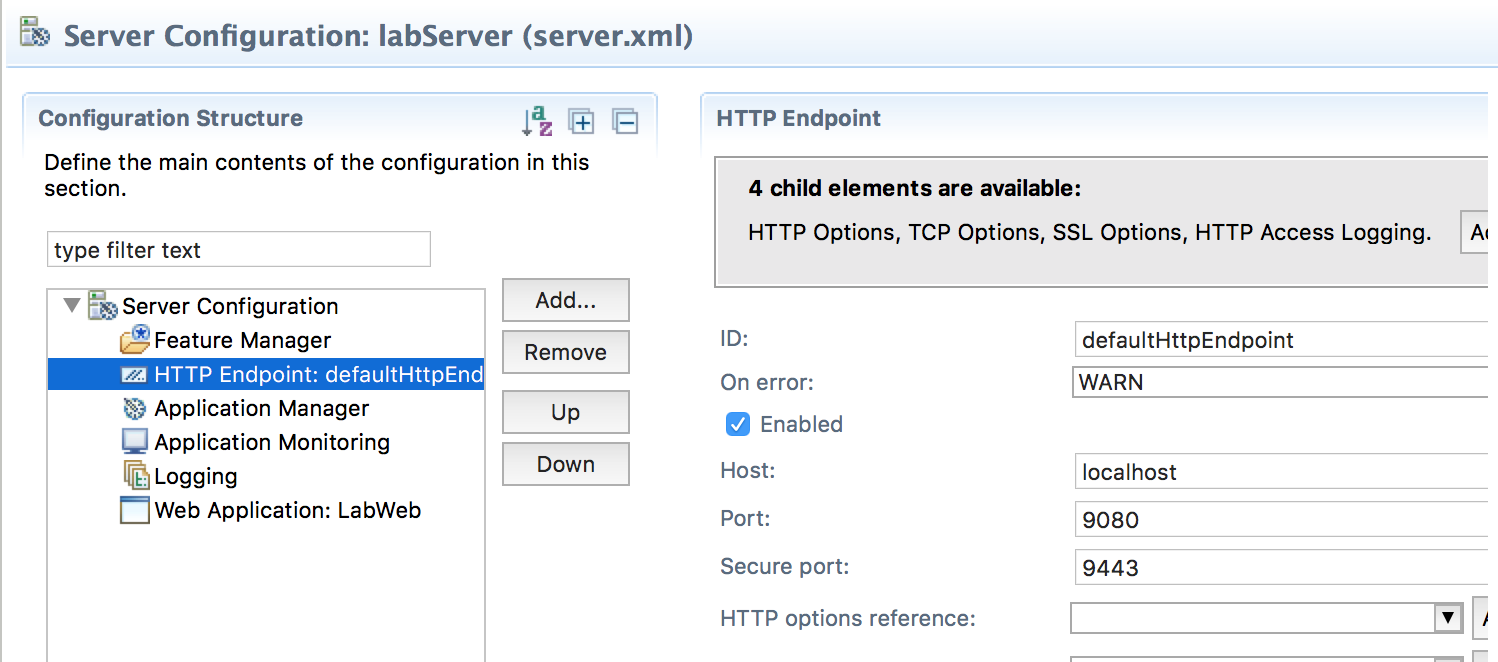 Server Configuration: labServer (server.xml)
Configuration Structure
Define the main contents of the configuration in this
section.
type filter text
Server Configuration
Feature Manager
HTTP Endpoint: defaultHttpEnd
Application Manager
Application Monitoring
Logging
Web Application: LabWeb
Add...
Remove
Up
Down
HTTP Endpoint
4 child elements are available:
HTTP Options, TCP Options, SSL Options, HTTP Access Logging.
ID: defaultHttpEndpoint
On error: WARN
Enabled
Host: localhost
Port: 9080
Secure port: 9443
HTTP options reference: